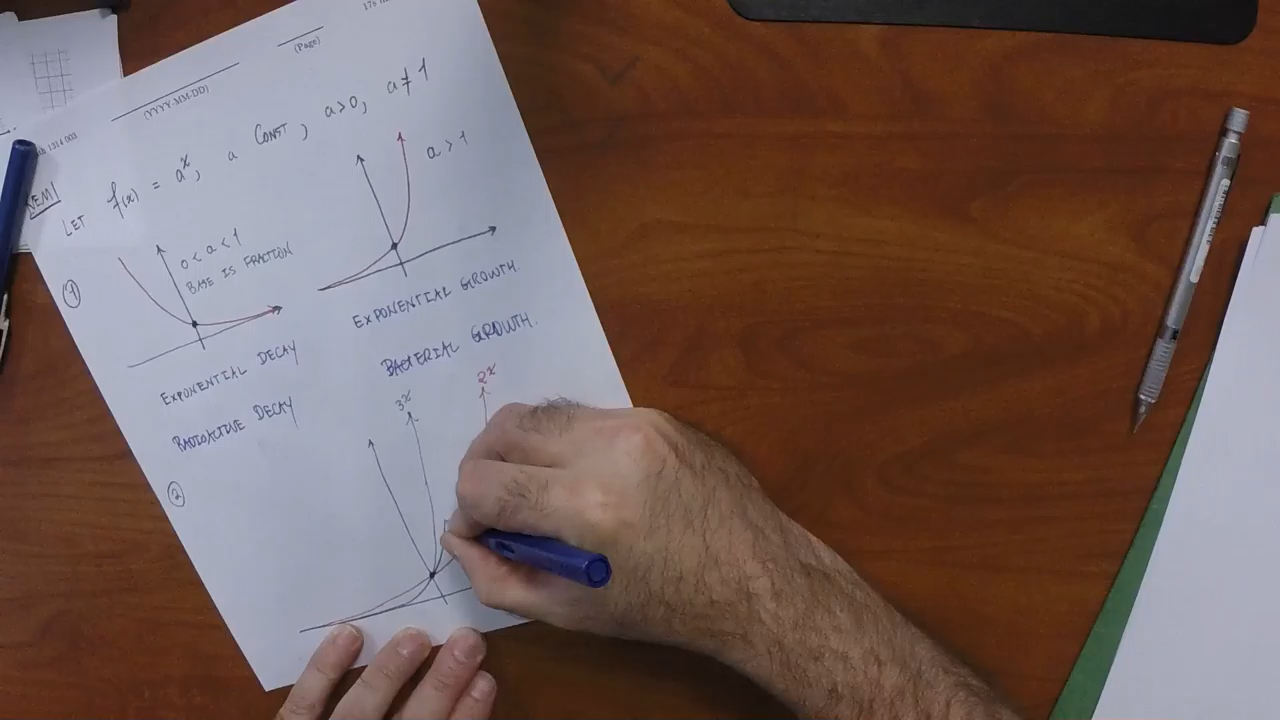 (Page)
(YYYY-MM-DD)
LET f(x) = a^x, a CONST, a>0, a≠1
①
0 < a < 1
BASE IS FRACTION
a > 1
EXPONENTIAL DECAY
EXPONENTIAL GROWTH.
RADIOACTIVE DECAY
BACTERIAL GROWTH.
②
3^x
2^x